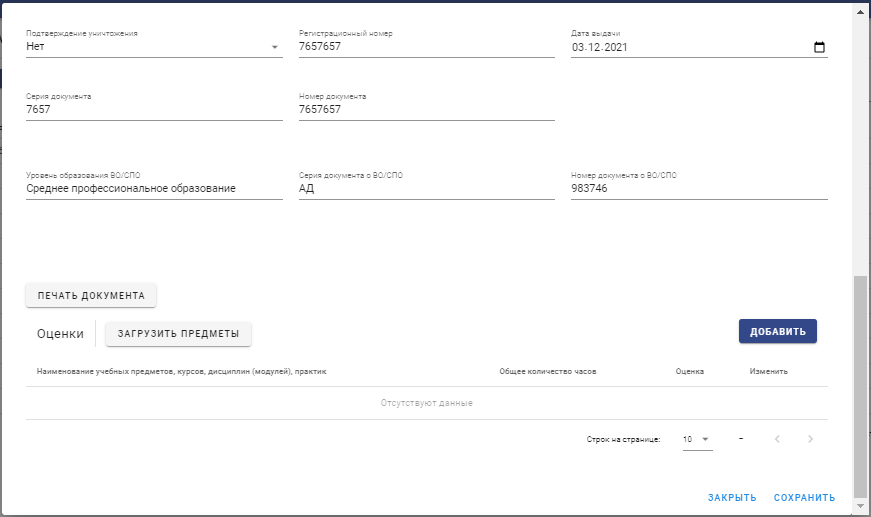 Подтверждение уничтожения Регистрационный номер Дата выдачи
Нет 7657657 03.12.2021
Серия документа Номер документа
7657 7657657
Уровень образования ВО/СПО Серия документа о ВО/СПО Номер документа о ВО/СПО
Среднее профессиональное образование АД 983746
ПЕЧАТЬ ДОКУМЕНТА
Оценки ЗАГРУЗИТЬ ПРЕДМЕТЫ ДОБАВИТЬ
Наименование учебных предметов, курсов, дисциплин (модулей), практик Общее количество часов Оценка Изменить
Отсутствуют данные
Строк на странице: 10 –
ЗАКРЫТЬ СОХРАНИТЬ